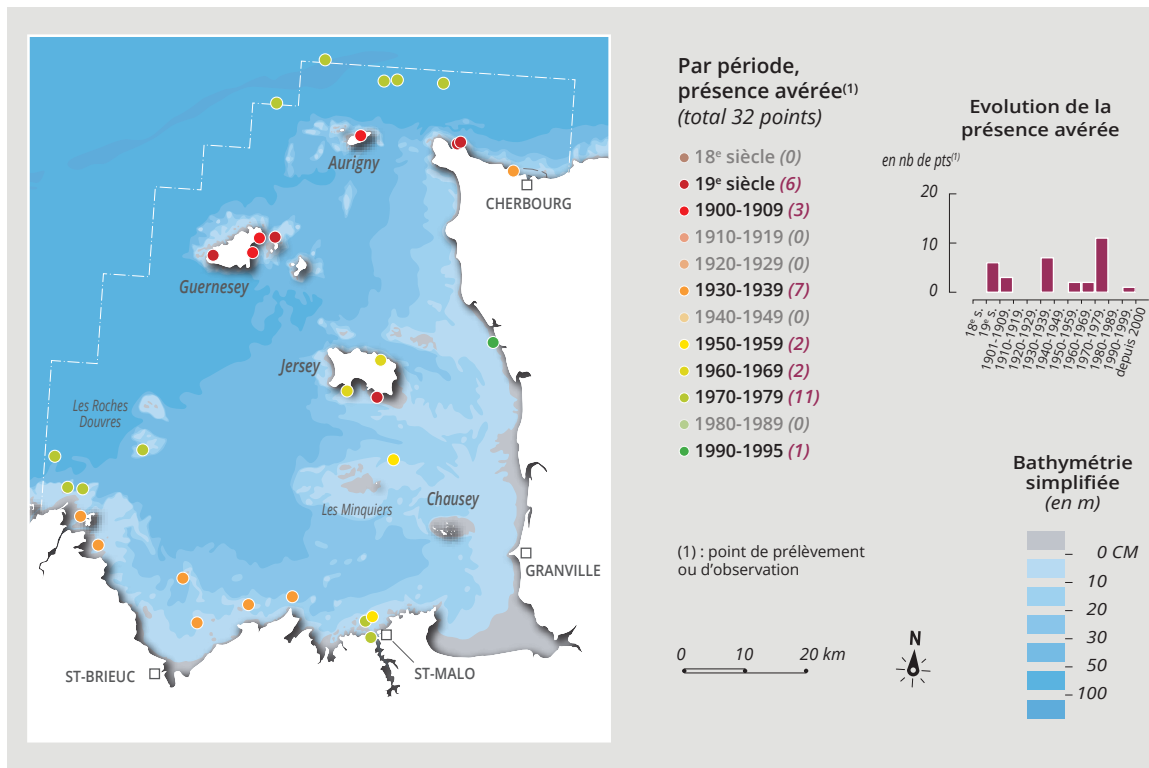 Aurigny
CHERBOURG
Guernesey
Jersey
Les Roches
Douvres
Les Minquiers
Chausey
GRANVILLE
ST-BRIEUC
ST-MALO
Par période,
présence avérée(1)
(total 32 points)
18e siècle (0)
19e siècle (6)
1900-1909 (3)
1910-1919 (0)
1920-1929 (0)
1930-1939 (7)
1940-1949 (0)
1950-1959 (2)
1960-1969 (2)
1970-1979 (11)
1980-1989 (0)
1990-1995 (1)
(1) : point de prélèvement
ou d'observation
0 10 20 km
N
Evolution de la
présence avérée
en nb de pts(1)
20
10
0
18e s.
19e s.
1901-1909.
1910-1919.
1920-1929.
1930-1939.
1940-1949.
1950-1959.
1960-1969.
1970-1979.
1980-1989.
1990-1999.
depuis 2000
Bathymétrie
simplifiée
(en m)
0 CM
10
20
30
50
100